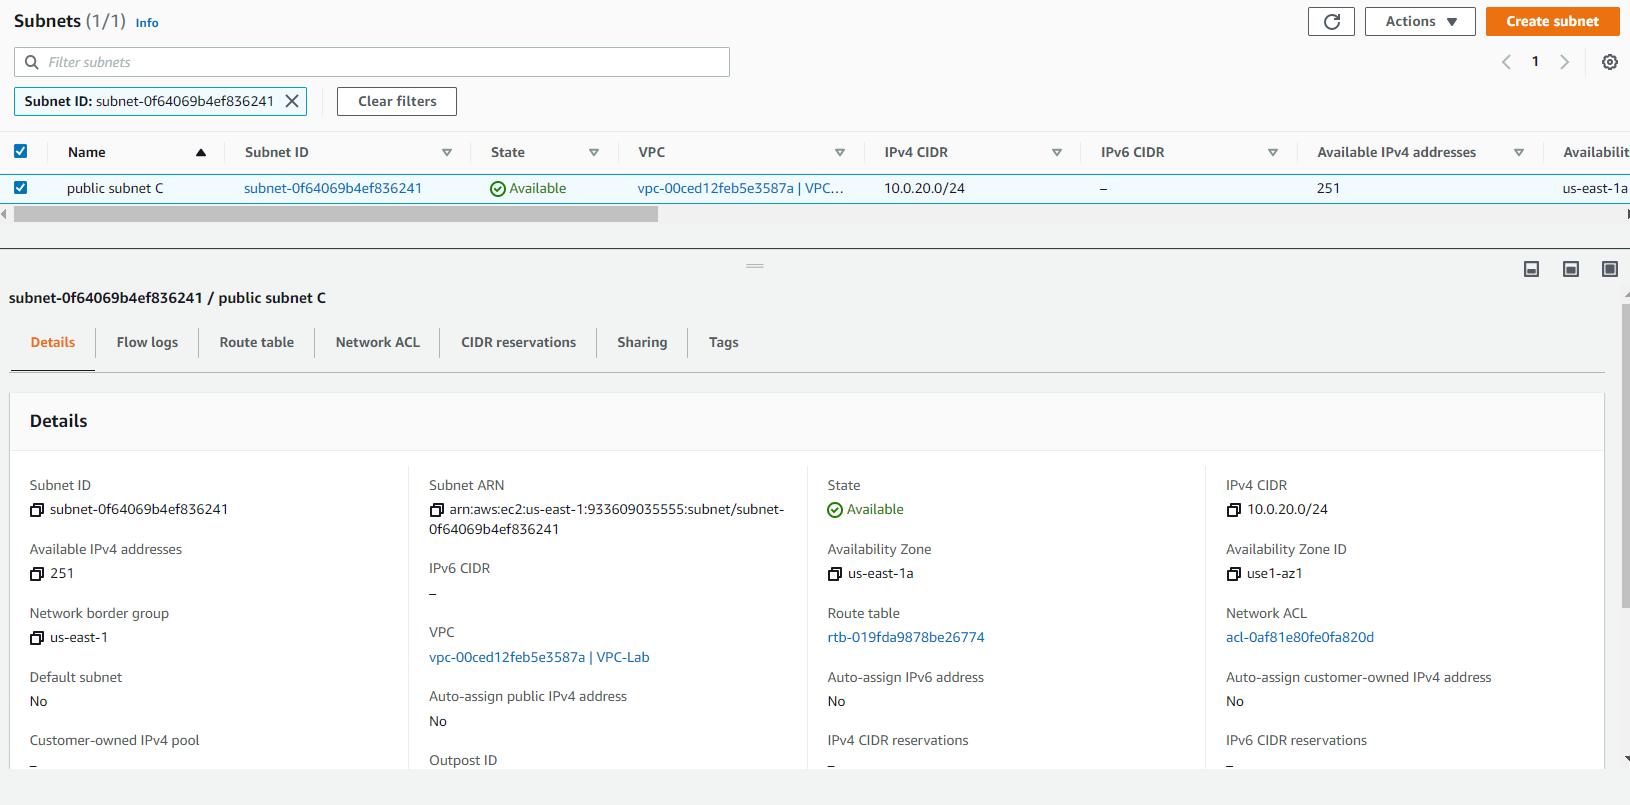 Subnets (1/1) Info
Actions
Create subnet
Filter subnets
1
Subnet ID: subnet-0f64069b4ef836241
Clear filters
Name Subnet ID State VPC IPv4 CIDR IPv6 CIDR Available IPv4 addresses Availabilit
public subnet C subnet-0f64069b4ef836241 Available vpc-00ced12feb5e3587a | VPC... 10.0.20.0/24 – 251 us-east-1a
subnet-0f64069b4ef836241 / public subnet C
Details Flow logs Route table Network ACL CIDR reservations Sharing Tags
Details
Subnet ID
subnet-0f64069b4ef836241
Available IPv4 addresses
251
Network border group
us-east-1
Default subnet
No
Customer-owned IPv4 pool
–
Subnet ARN
arn:aws:ec2:us-east-1:933609035555:subnet/subnet-
0f64069b4ef836241
IPv6 CIDR
–
VPC
vpc-00ced12feb5e3587a | VPC-Lab
Auto-assign public IPv4 address
No
Outpost ID
State
Available
Availability Zone
us-east-1a
Route table
rtb-019fda9878be26774
Auto-assign IPv6 address
No
IPv4 CIDR reservations
–
IPv4 CIDR
10.0.20.0/24
Availability Zone ID
use1-az1
Network ACL
acl-0af81e80fe0fa820d
Auto-assign customer-owned IPv4 address
No
IPv6 CIDR reservations
–